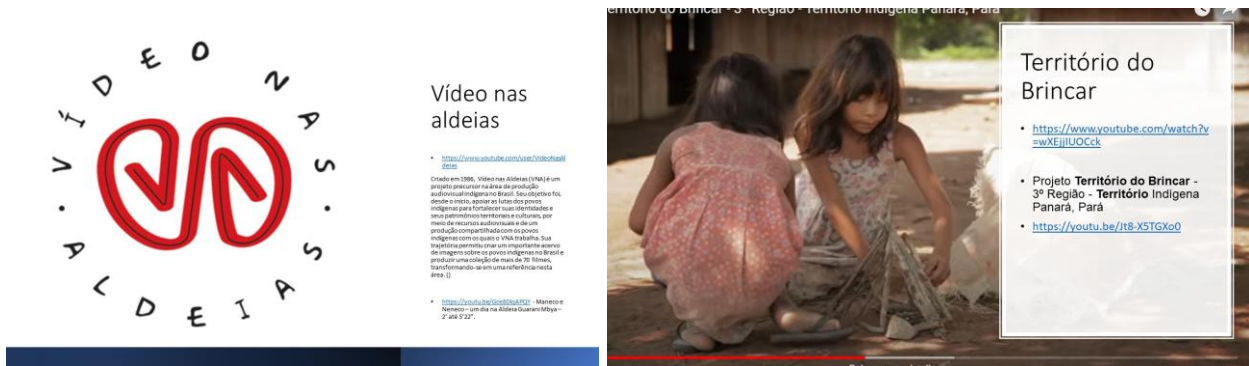 VÍDEO NAS ALDEIAS
Vídeo nas
aldeias
• https://www.youtube.com/user/VideoNasAl
deias
Criado em 1986, Vídeo nas Aldeias (VNA) é um
projeto precursor na área de produção
audiovisual indígena no Brasil. Seu objetivo foi,
desde o início, apoiar as lutas dos povos
indígenas para fortalecer suas identidades e
seus patrimônios territoriais e culturais, por
meio de recursos audiovisuais e de um
produção compartilhada com os povos
indígenas com os quais o VNA trabalha. Sua
trajetória permitiu criar um importante acervo
de imagens sobre os povos indígenas no Brasil e
produzir uma coleção de mais de 70 filmes,
transformando-se em uma referência nesta
área. ()
- Maneco e
Neneco – um dia na Aldeia Guarani Mbya –
2' até 5'22".
Território do Brincar - 3ª Região - Território Indígena Panará, Pará
Território do
Brincar
• https://www.youtube.com/watch?v
=wXEjjIUOCck
• Projeto Território do Brincar -
3º Região - Território Indígena
Panará, Pará
• https://youtu.be/Jt8-X5TGXo0